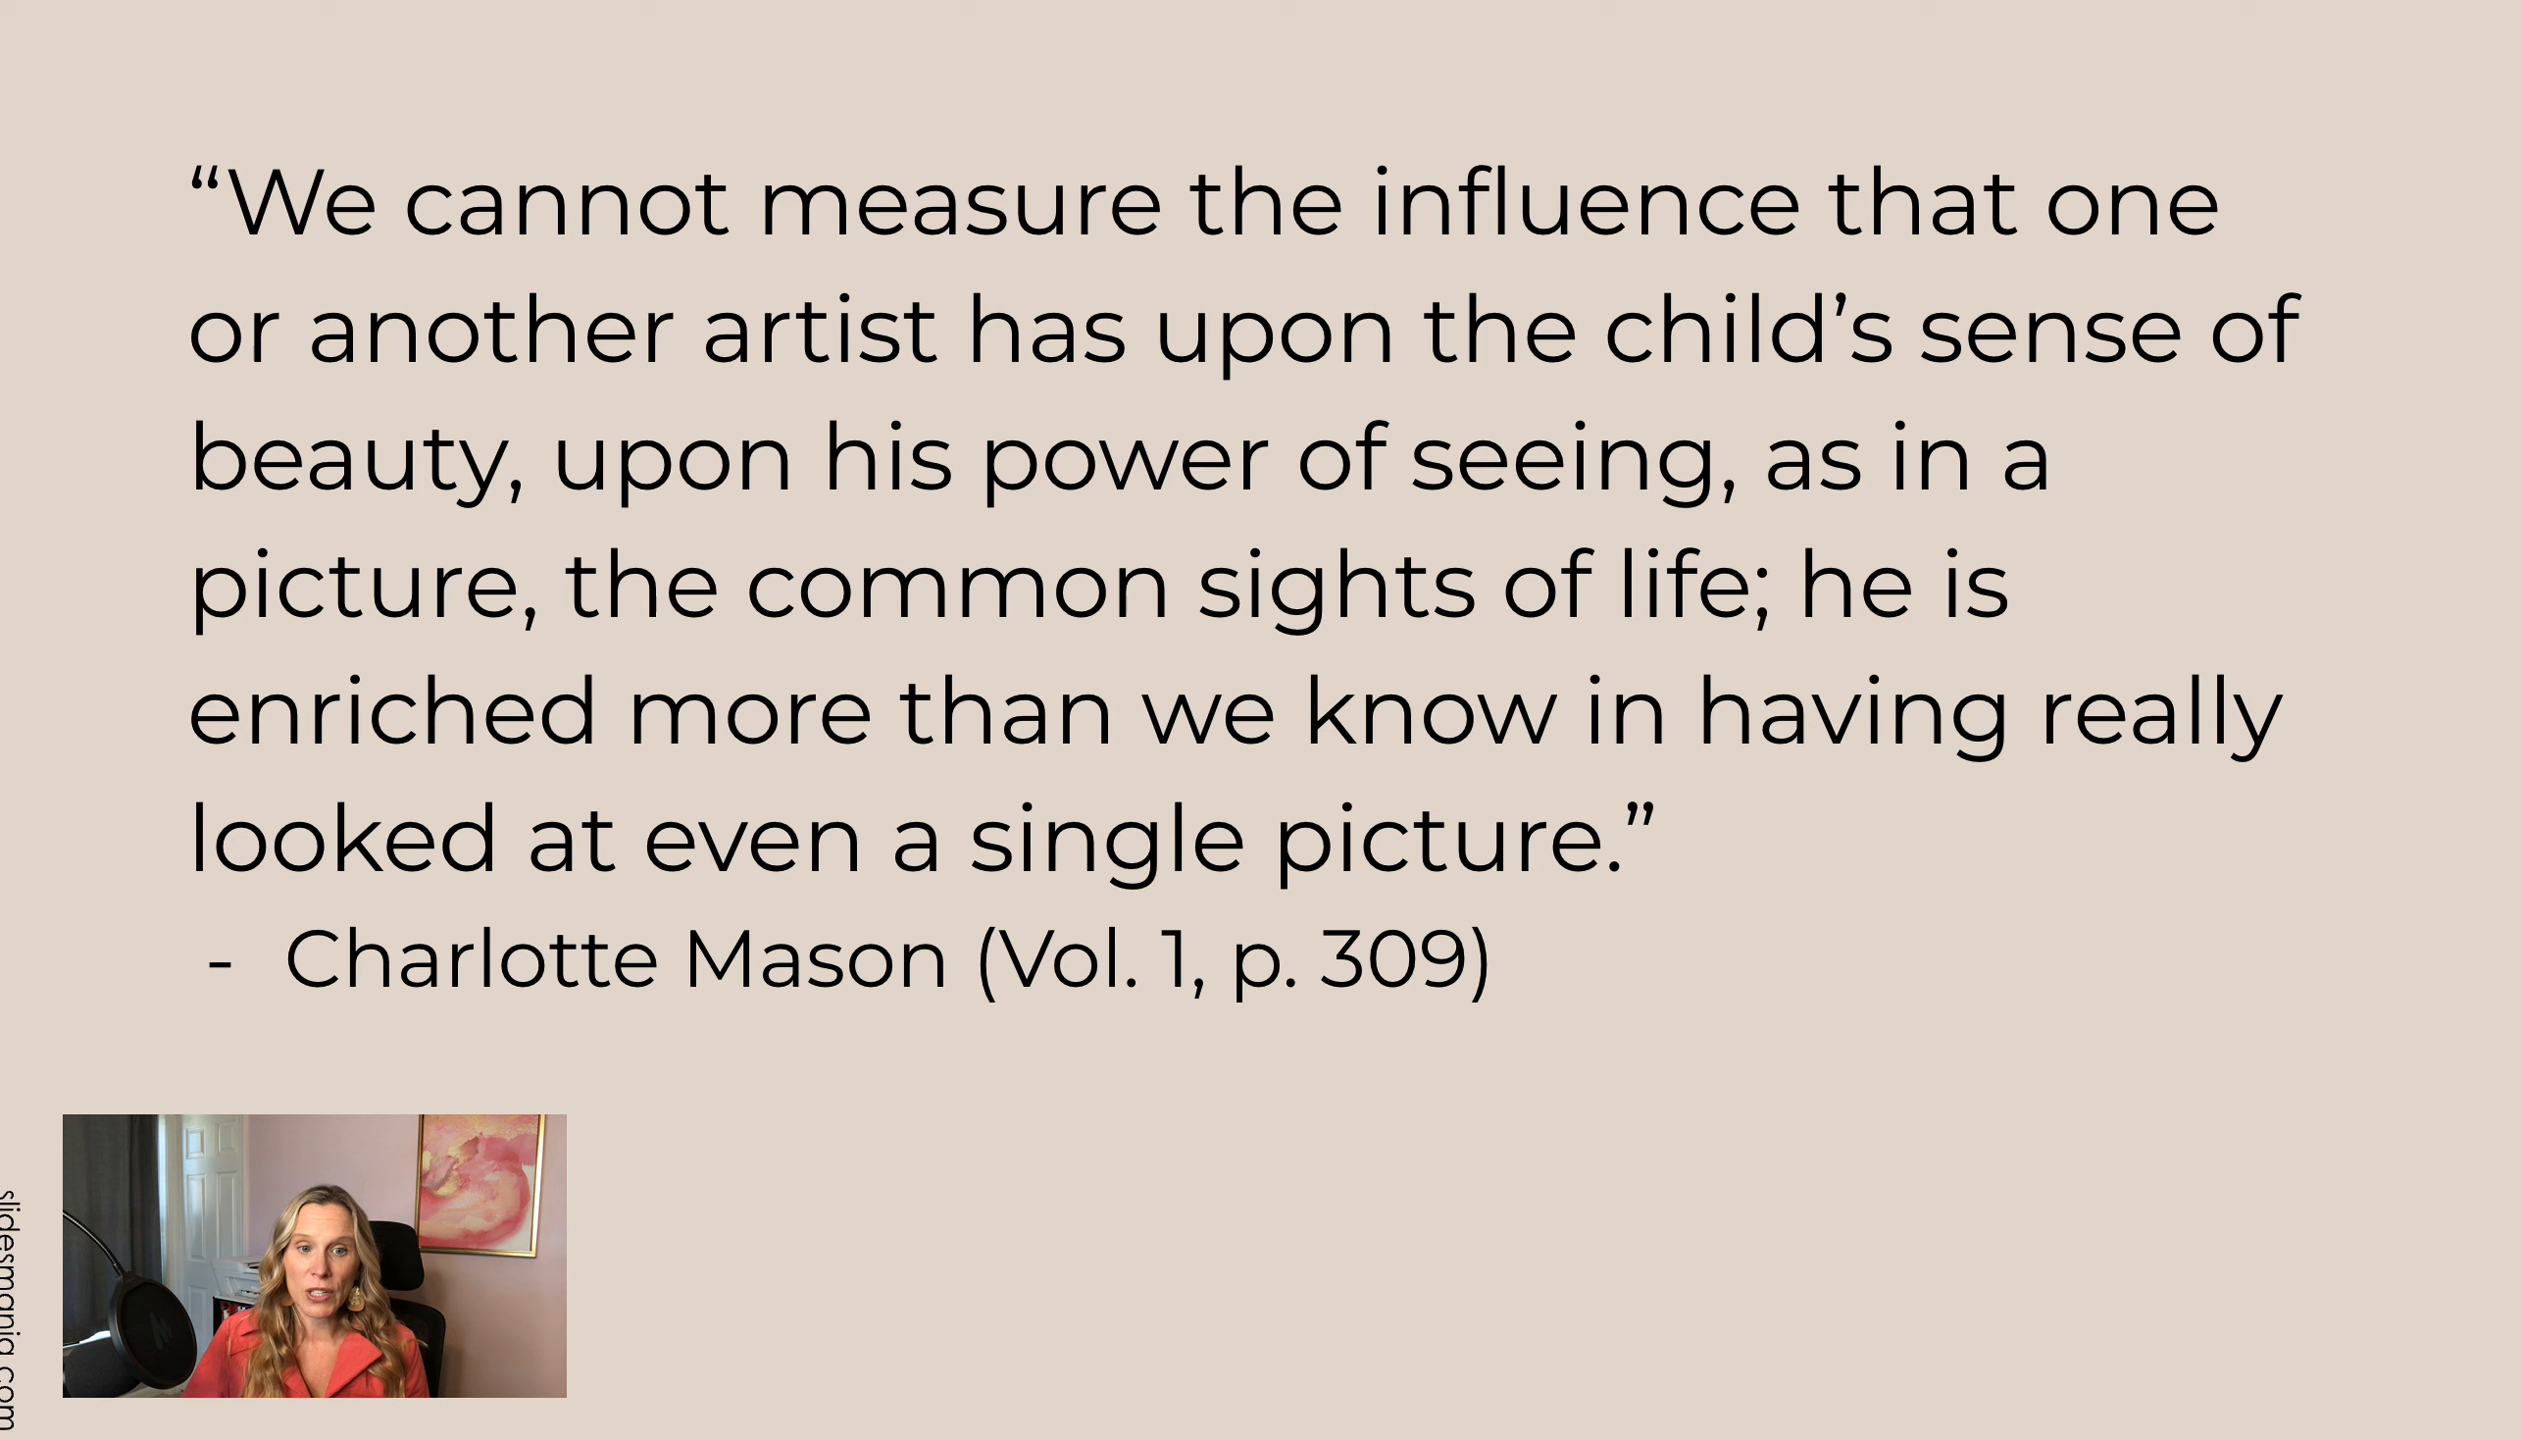 “We cannot measure the influence that one
or another artist has upon the child’s sense of
beauty, upon his power of seeing, as in a
picture, the common sights of life; he is
enriched more than we know in having really
looked at even a single picture.”
- Charlotte Mason (Vol. 1, p. 309)
slidesmania.com